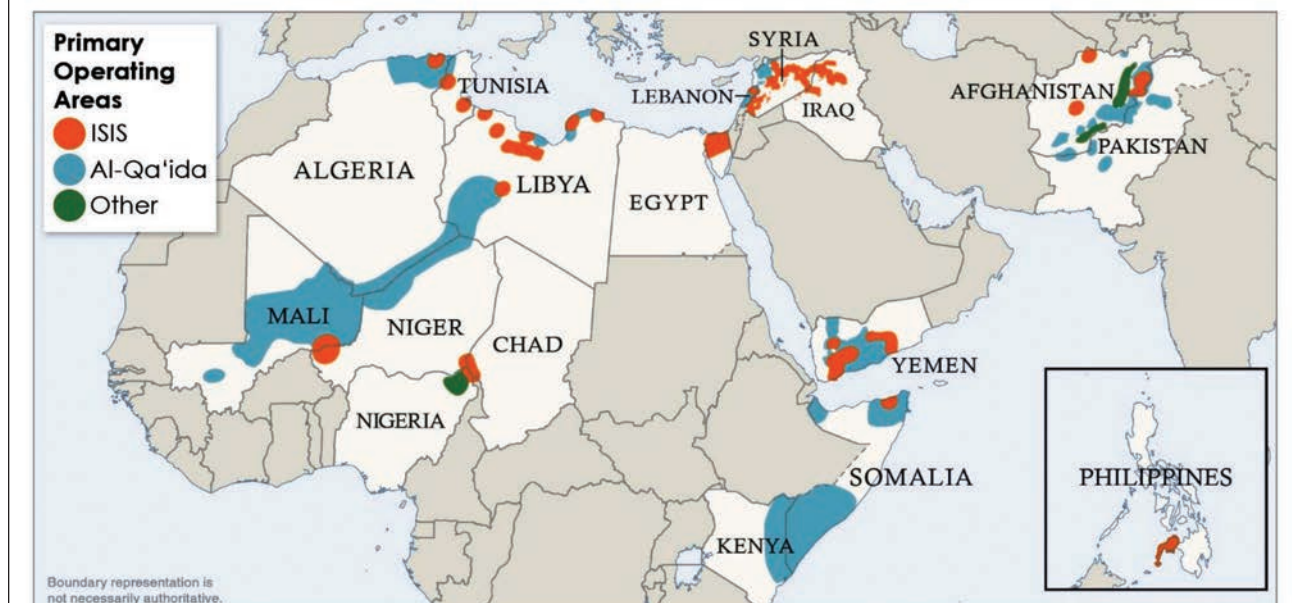 Primary
Operating
Areas
ISIS
Al-Qa‘ida
Other
SYRIA
TUNISIA
LEBANON
IRAQ
AFGHANISTAN
PAKISTAN
ALGERIA
LIBYA
EGYPT
MALI
NIGER
CHAD
YEMEN
NIGERIA
SOMALIA
PHILIPPINES
KENYA
Boundary representation is
not necessarily authoritative.